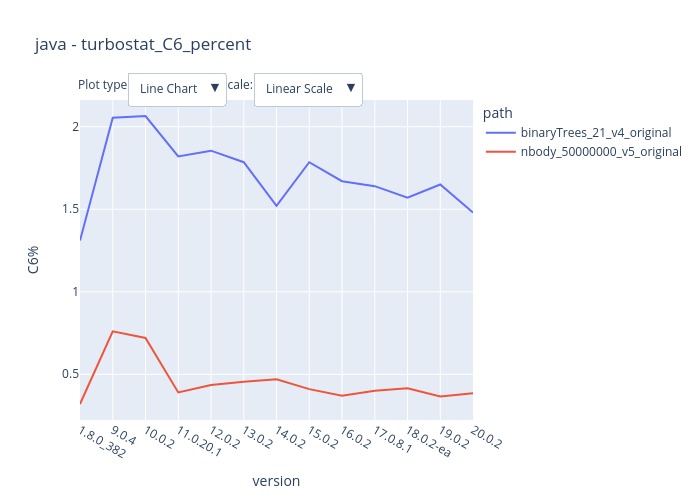 java - turbostat_C6_percent
Plot type Line Chart ▼ cale: Linear Scale ▼
path
binaryTrees_21_v4_original
nbody_50000000_v5_original
2
1.5
1
0.5
C6%
1.8.0_382 9.0.4 10.0.2 11.0.20.1 12.0.2 13.0.2 14.0.2 15.0.2 16.0.2 17.0.8.1 18.0.2-ea 19.0.2 20.0.2
version